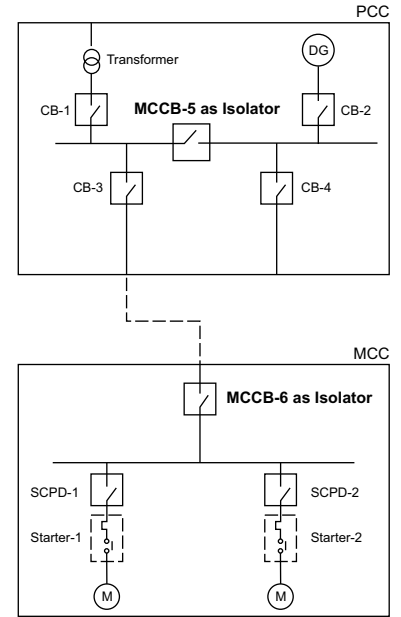 PCC
Transformer
DG
CB-1
MCCB-5 as Isolator
CB-2
CB-3
CB-4
MCC
MCCB-6 as Isolator
SCPD-1
SCPD-2
Starter-1
Starter-2
M
M